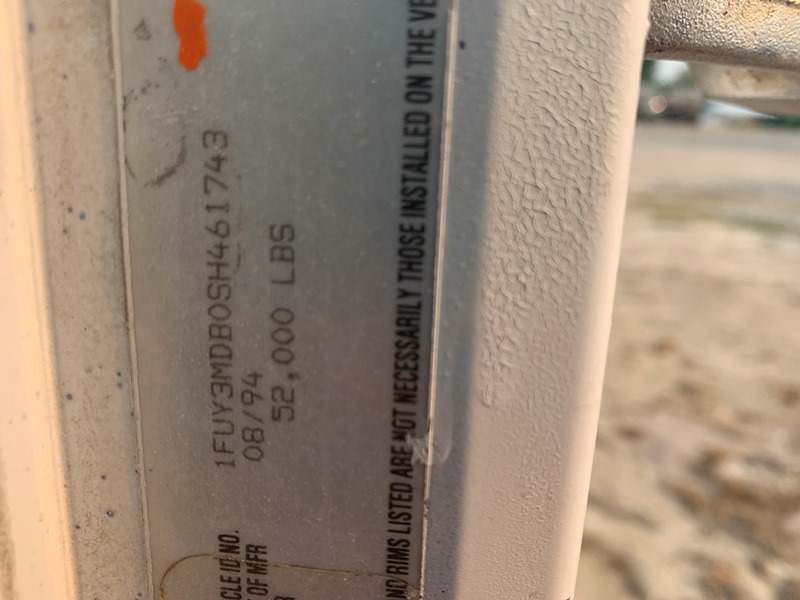 CLE ID NO. 1FUY3MDB0SH461743
OF MFR 08/94
52,000 LBS
ND RIMS LISTED ARE NOT NECESSARILY THOSE INSTALLED ON THE VE